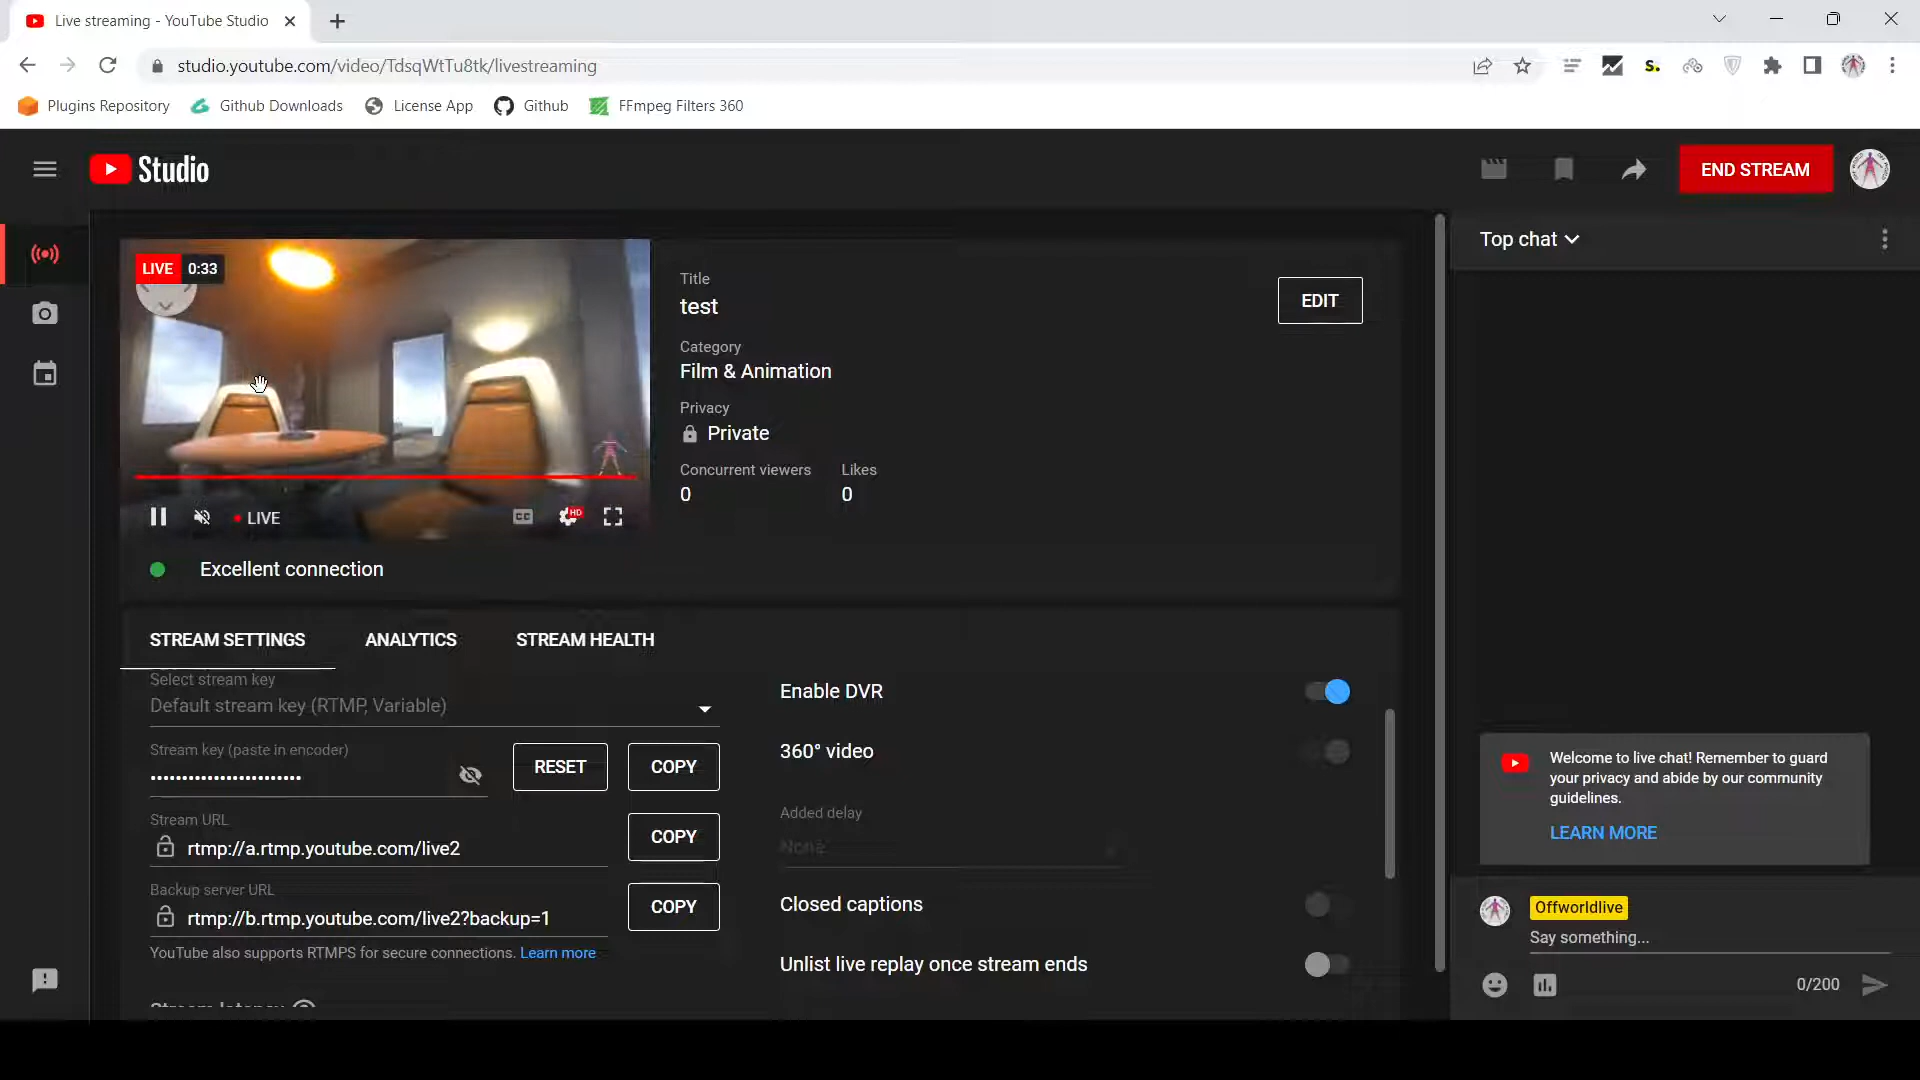 Live streaming - YouTube Studio
studio.youtube.com/video/TdsqWtTu8tk/livestreaming
S.
Plugins Repository
Github Downloads
License App
Github
FFmpeg Filters 360
Studio
END STREAM
LIVE 0:33
LIVE
CC
HD
Excellent connection
Title
test
EDIT
Category
Film & Animation
Privacy
Private
Concurrent viewers
Likes
0
0
STREAM SETTINGS
ANALYTICS
STREAM HEALTH
Select stream key
Default stream key (RTMP, Variable)
Stream key (paste in encoder)
••••••••••••••••••••••••
RESET
COPY
Stream URL
rtmp://a.rtmp.youtube.com/live2
COPY
Backup server URL
rtmp://b.rtmp.youtube.com/live2?backup=1
COPY
YouTube also supports RTMPS for secure connections. Learn more
Stream latency
Enable DVR
360° video
Added delay
None
Closed captions
Unlist live replay once stream ends
Top chat
Welcome to live chat! Remember to guard
your privacy and abide by our community
guidelines.
LEARN MORE
Offworldlive
Say something...
0/200